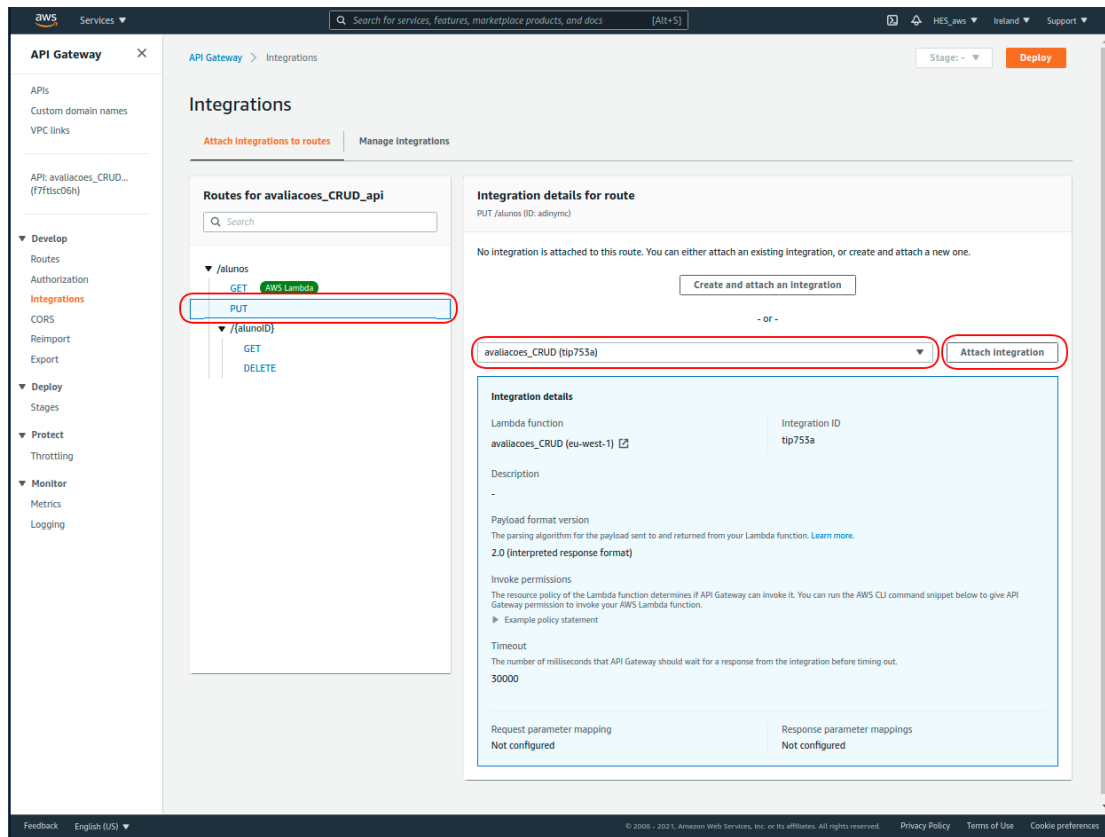 aws
Services ▼
Search for services, features, marketplace products, and docs [Alt+S]
HES_aws ▼ Ireland ▼ Support ▼
API Gateway ×
APIs
Custom domain names
VPC links
API: avaliacoes_CRUD...
(f7ftlsc06h)
▼ Develop
Routes
Authorization
Integrations
CORS
Reimport
Export
▼ Deploy
Stages
▼ Protect
Throttling
▼ Monitor
Metrics
Logging
API Gateway > Integrations
Stage: - ▼ Deploy
Integrations
Attach integrations to routes Manage integrations
Routes for avaliacoes_CRUD_api
Search
▼ /alunos
GET AWS Lambda
PUT
▼ /{alunoID}
GET
DELETE
Integration details for route
PUT /alunos (ID: adinymc)
No integration is attached to this route. You can either attach an existing integration, or create and attach a new one.
Create and attach an integration
- or -
avaliacoes_CRUD (tip753a) ▼ Attach integration
Integration details
Lambda function
avaliacoes_CRUD (eu-west-1)
Integration ID
tip753a
Description
-
Payload format version
The parsing algorithm for the payload sent to and returned from your Lambda function. Learn more.
2.0 (interpreted response format)
Invoke permissions
The resource policy of the Lambda function determines if API Gateway can invoke it. You can run the AWS CLI command snippet below to give API
Gateway permission to invoke your AWS Lambda function.
▶ Example policy statement
Timeout
The number of milliseconds that API Gateway should wait for a response from the integration before timing out.
30000
Request parameter mapping
Not configured
Response parameter mappings
Not configured
Feedback English (US) ▼
© 2008 - 2021, Amazon Web Services, Inc. or its affiliates. All rights reserved. Privacy Policy Terms of Use Cookie preferences